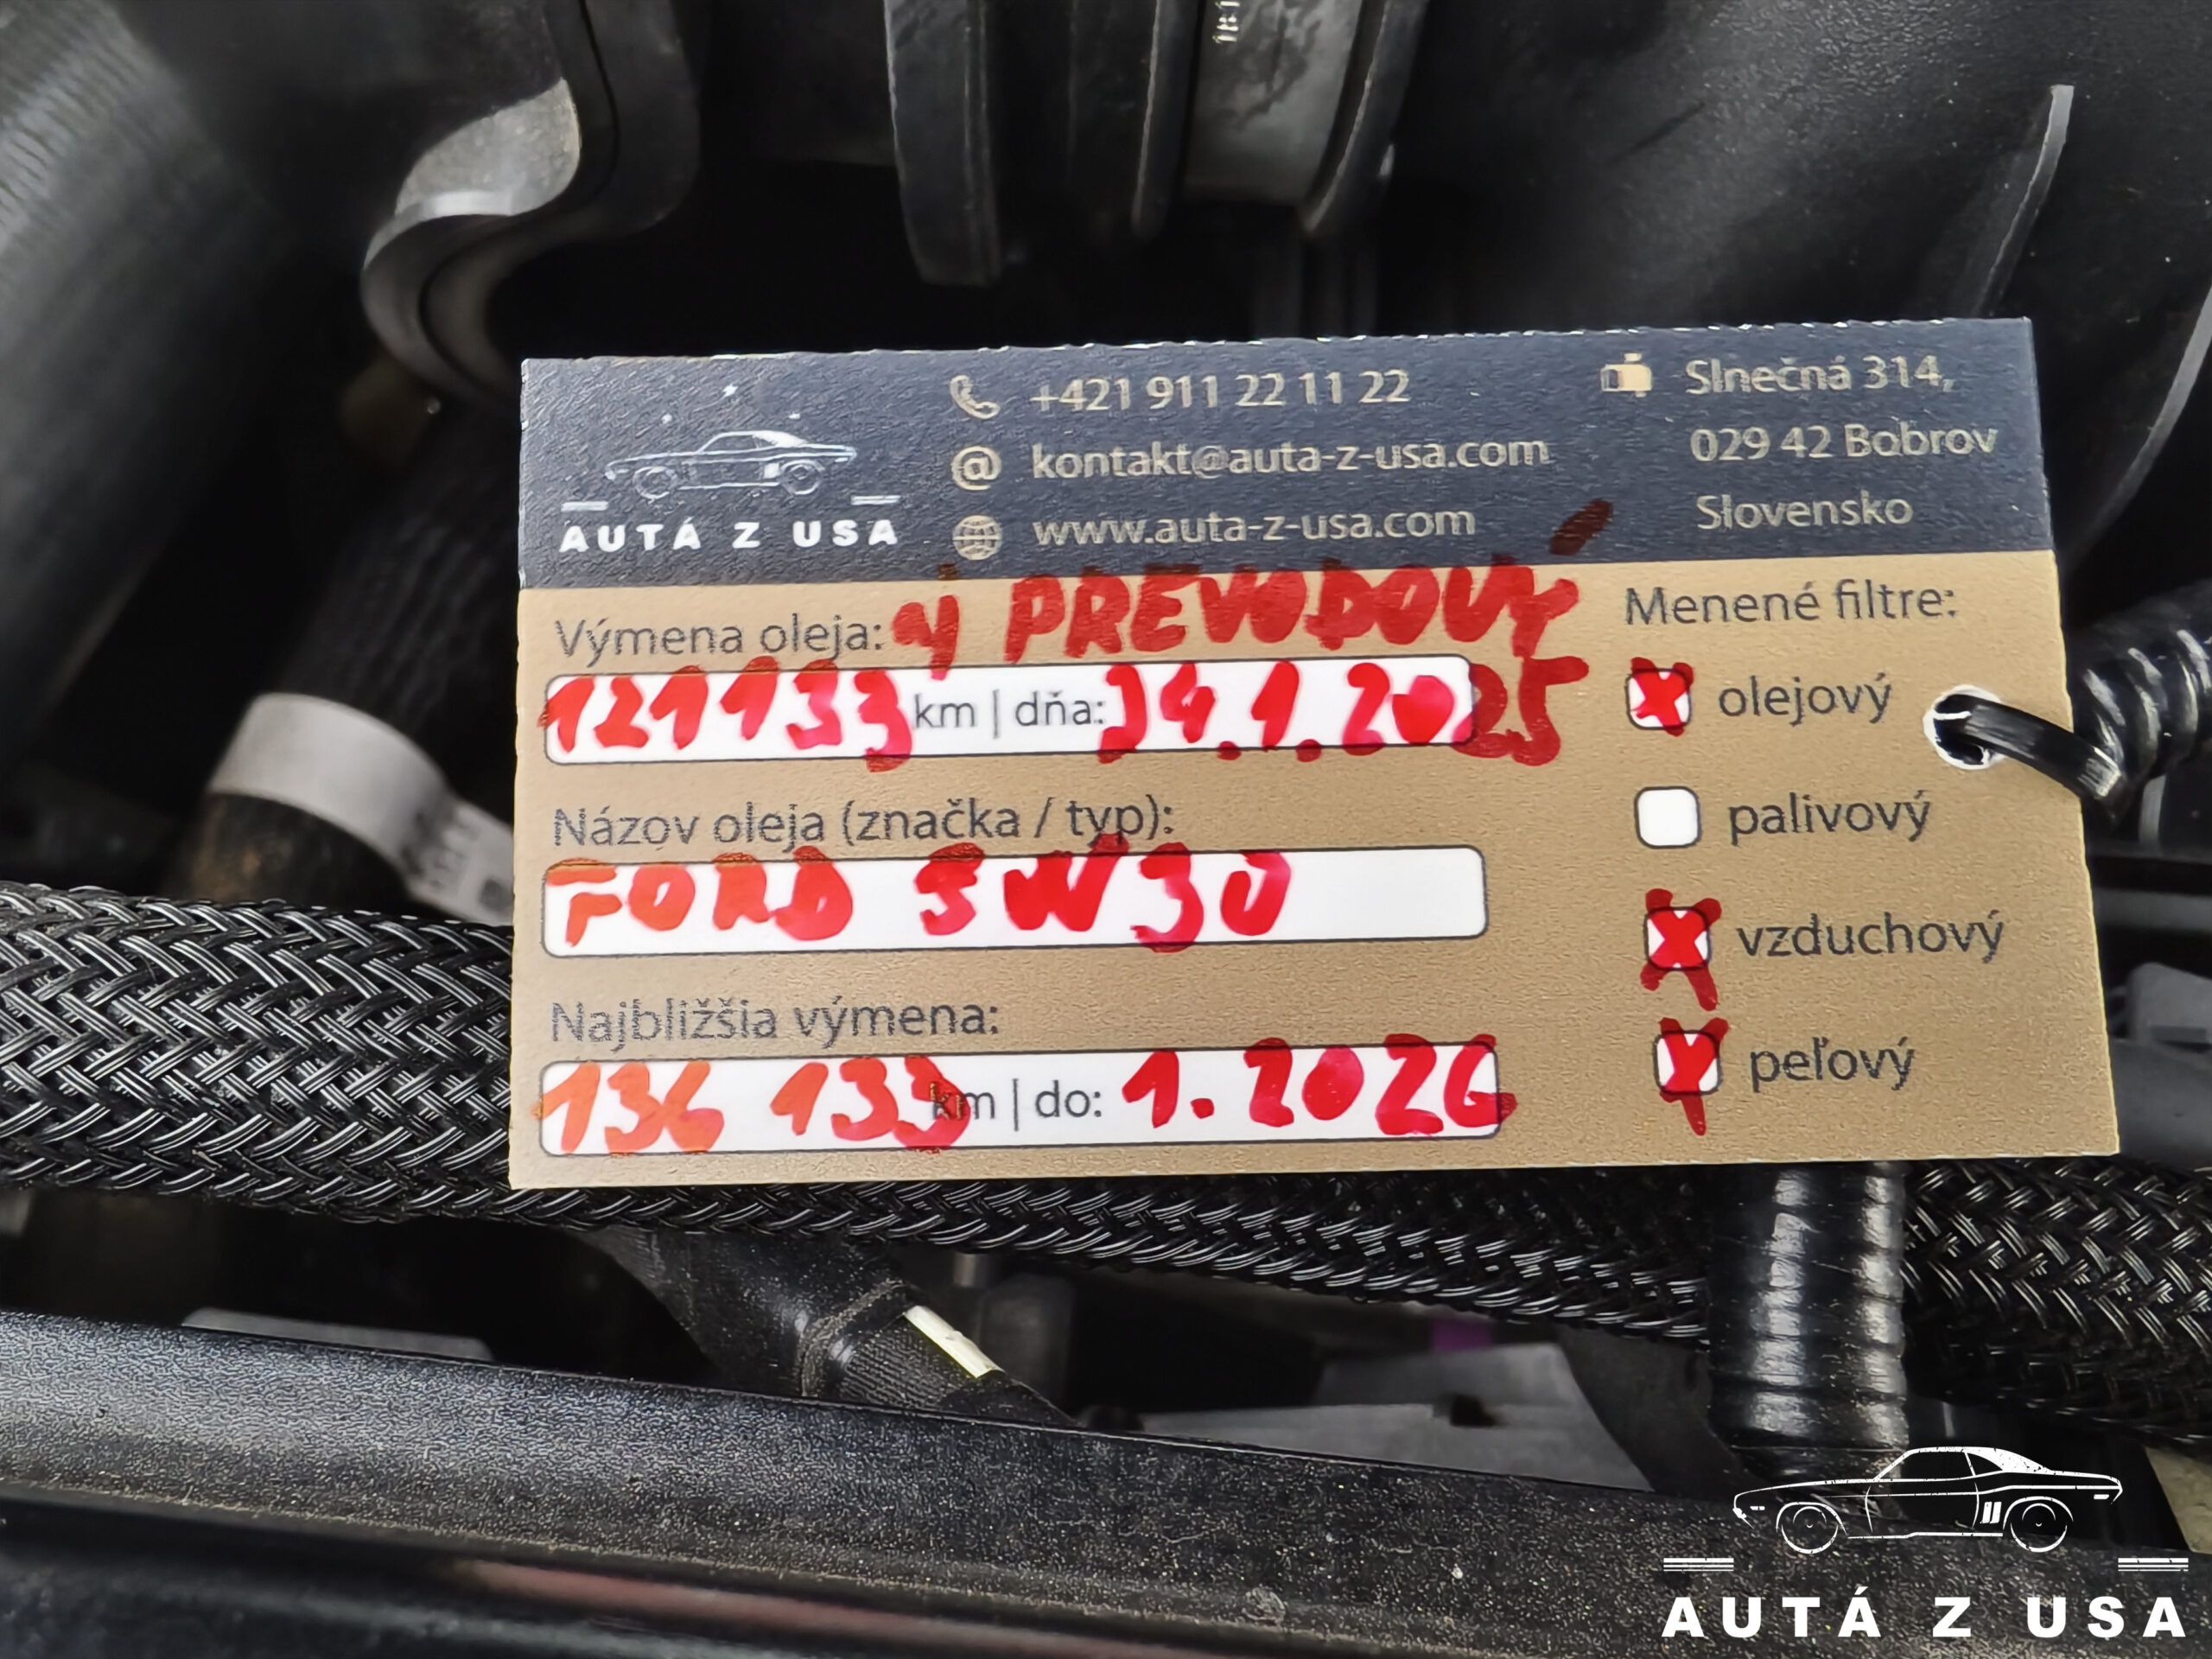 AUTÁ Z USA
+421 911 22 11 22
kontakt@auta-z-usa.com
www.auta-z-usa.com
Slnečná 314,
029 42 Bobrov
Slovensko
Výmena oleja: PREVODOVÝ
121133 km | dňa: 24.1.2025
Názov oleja (značka / typ):
FORD 5W30
Najbližšia výmena:
136 133 km | do: 1.2026
Menené filtre:
olejový
palivový
vzduchový
peľový
AUTÁ Z USA